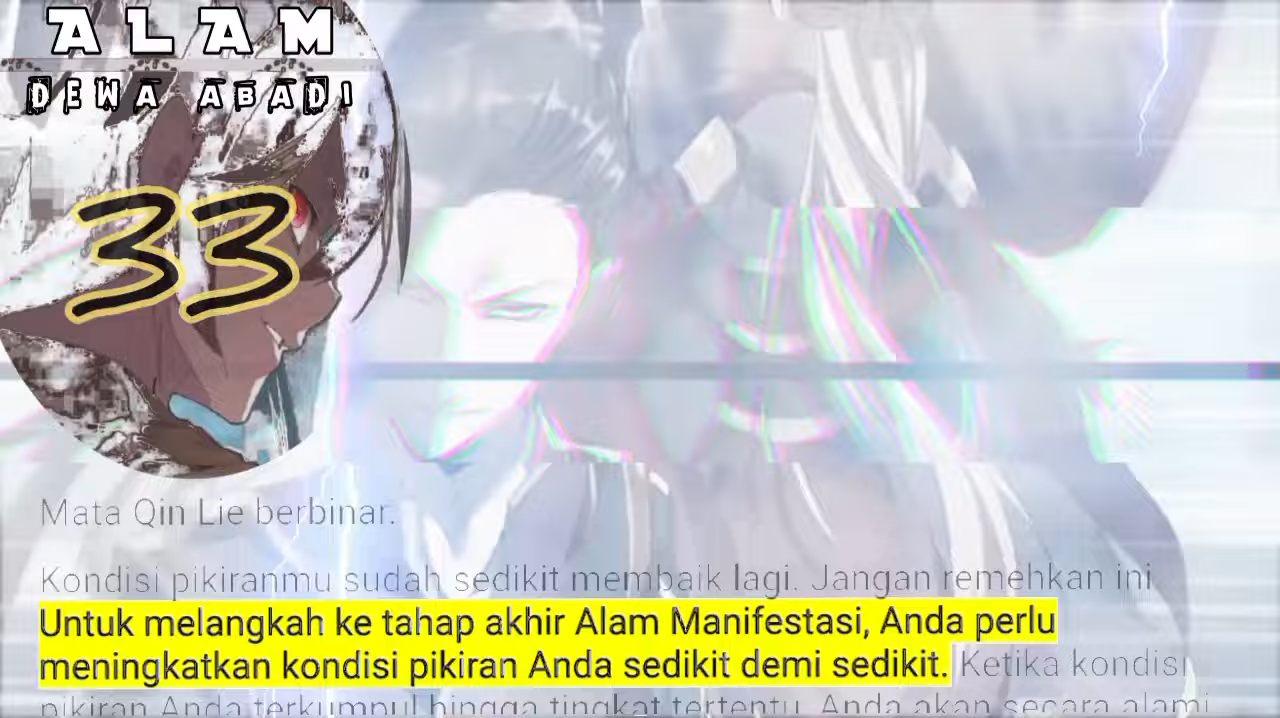 ALAM
DEWA ABADI
33
Mata Qin Lie berbinar.
Kondisi pikiranmu sudah sedikit membaik lagi. Jangan remehkan ini.
Untuk melangkah ke tahap akhir Alam Manifestasi, Anda perlu
meningkatkan kondisi pikiran Anda sedikit demi sedikit. Ketika kondisi
pikiran Anda terkumpul hingga tingkat tertentu, Anda akan secara alami